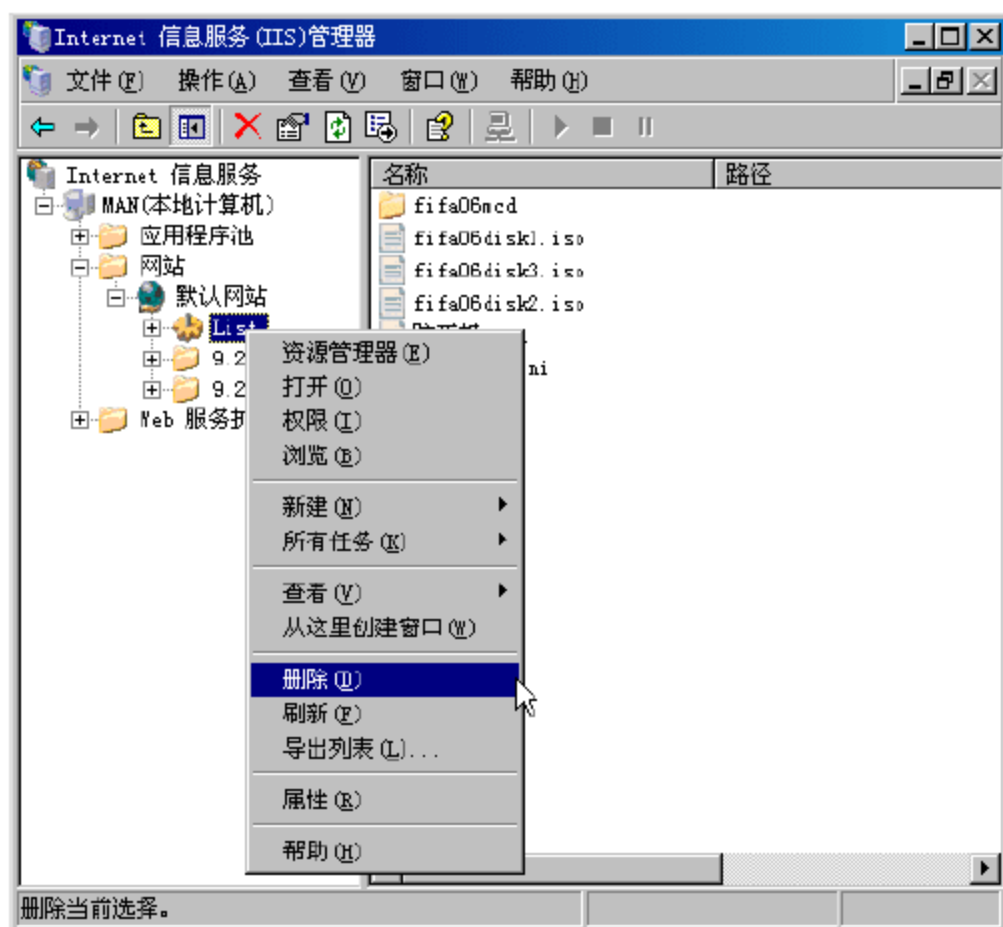 Internet 信息服务(IIS)管理器
文件(F) 操作(A) 查看(V) 窗口(W) 帮助(H)
Internet 信息服务
MAN(本地计算机)
应用程序池
网站
默认网站
List
9.2
9.2
Web 服务扩
名称 路径
fifa06mcd
fifa06disk1.iso
fifa06disk3.iso
fifa06disk2.iso
ni
资源管理器(E)
打开(O)
权限(I)
浏览(B)
新建(N)
所有任务(K)
查看(V)
从这里创建窗口(W)
删除(D)
刷新(F)
导出列表(L)...
属性(R)
帮助(H)
删除当前选择。